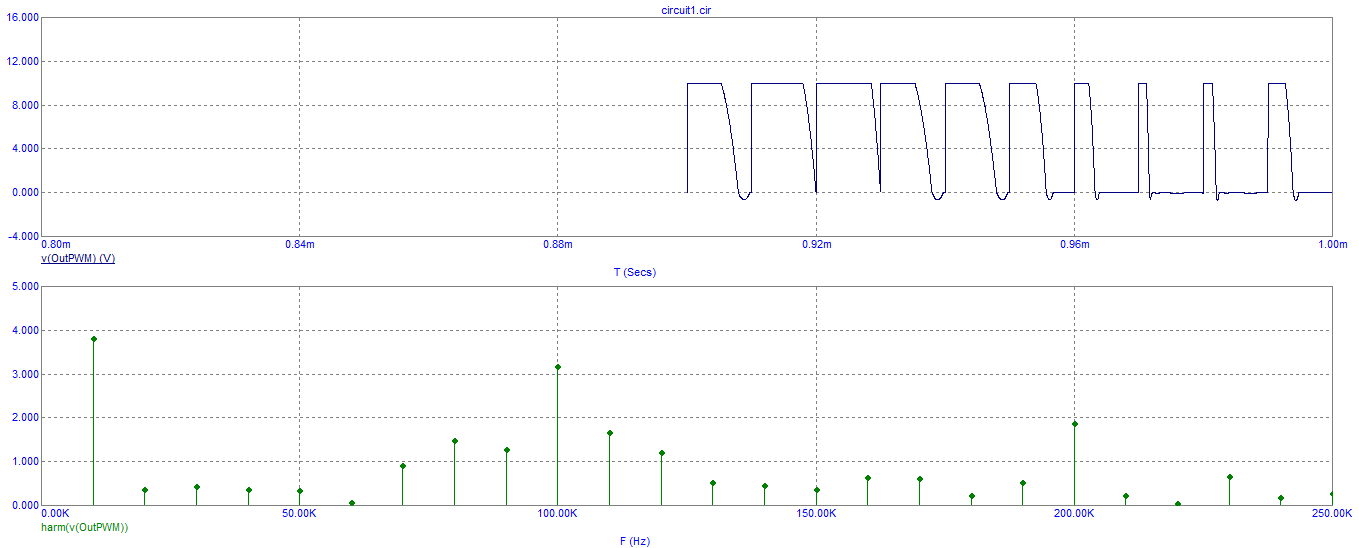 circuit1.cir
16.000
12.000
8.000
4.000
0.000
-4.000
0.80m 0.84m 0.88m 0.92m 0.96m 1.00m
v(OutPWM) (V)
T (Secs)
5.000
4.000
3.000
2.000
1.000
0.000
0.00K 50.00K 100.00K 150.00K 200.00K 250.00K
harm(v(OutPWM))
F (Hz)